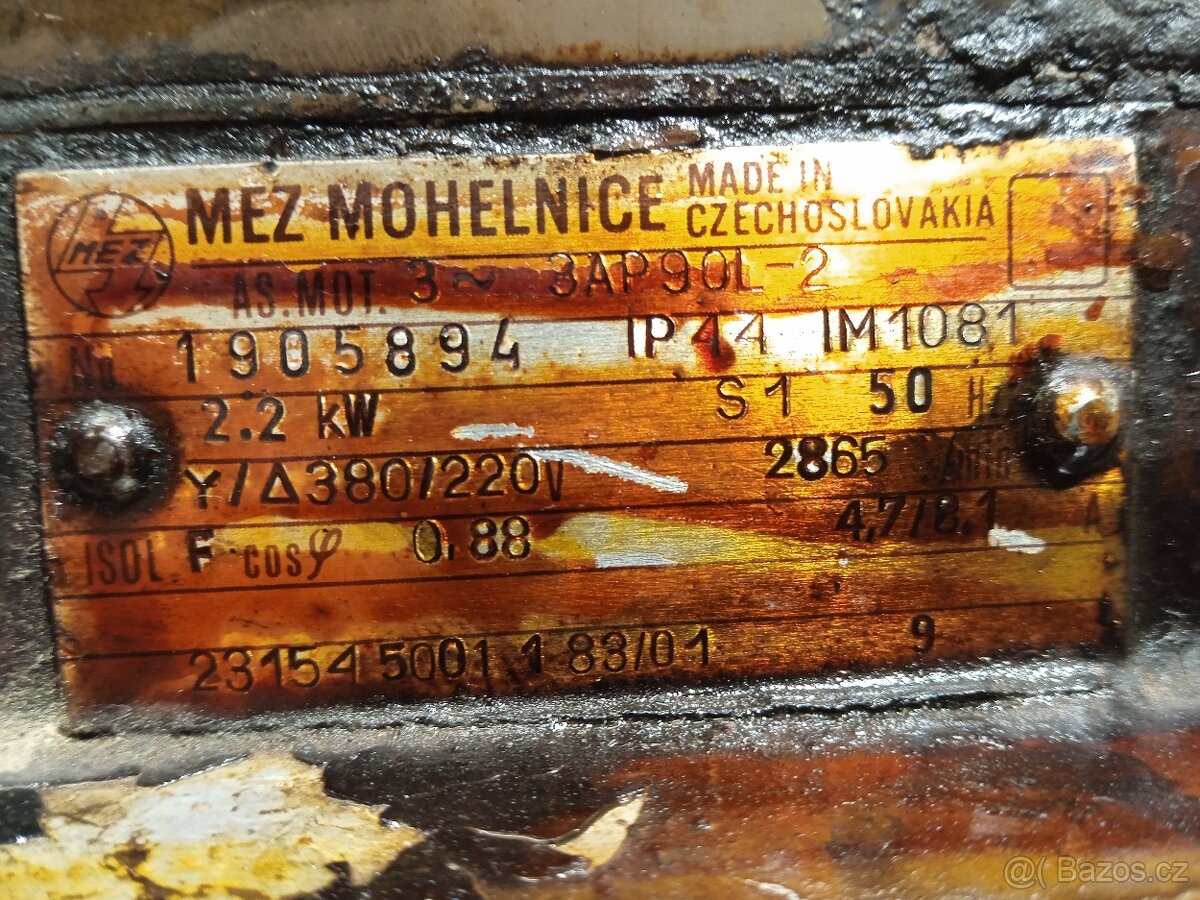 MEZ
MEZ MOHELNICE
MADE IN
CZECHOSLOVAKIA
AS. MOT. 3~ 3AP90L-2
No 1905894 IP44 IM1081
2.2 kW S1 50 Hz
Y/Δ380/220V 2865 /min
ISOL. F cosφ 0.88 4,7/8.1 A
23154 5001 1 83/01 9
@( Bazos.cz